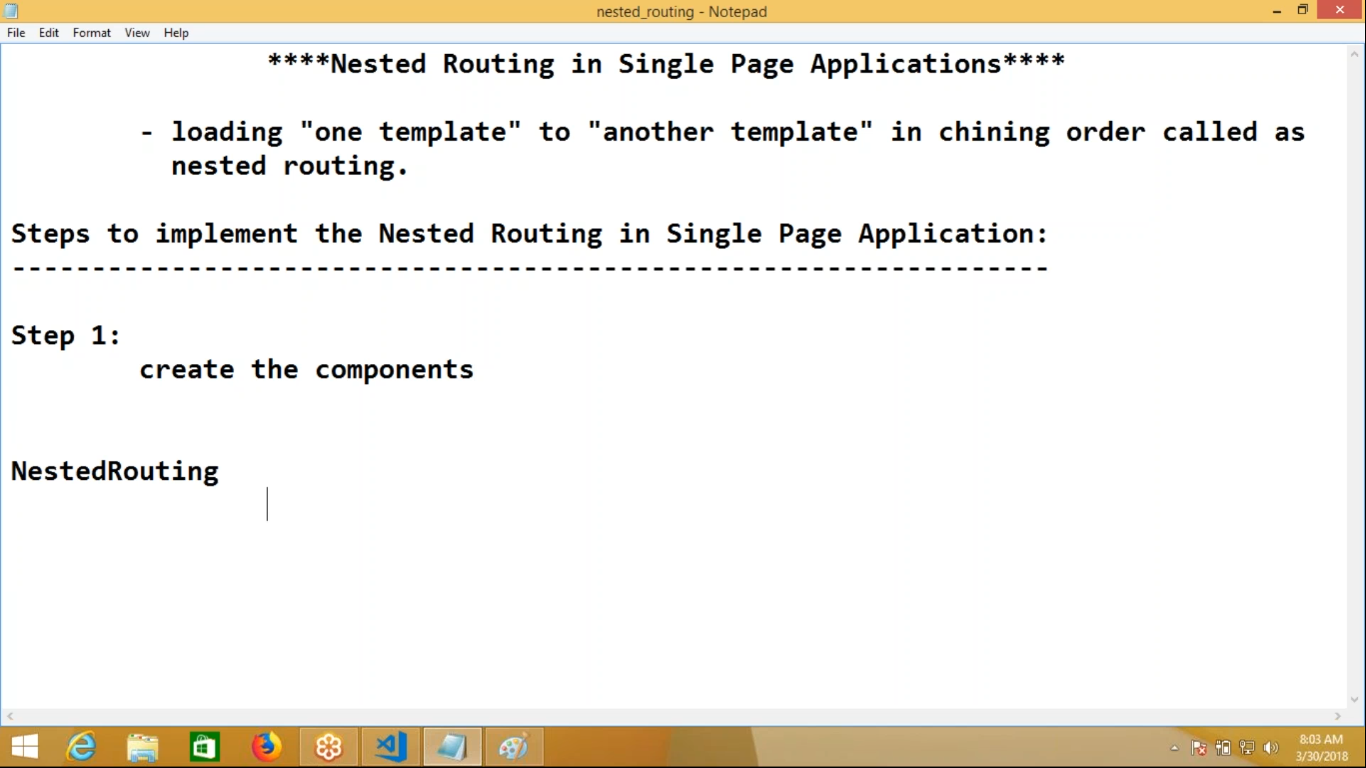 nested_routing - Notepad
File Edit Format View Help
****Nested Routing in Single Page Applications****
- loading "one template" to "another template" in chining order called as
nested routing.
Steps to implement the Nested Routing in Single Page Application:
-----------------------------------------------------------------
Step 1:
create the components
NestedRouting
8:03 AM
3/30/2018